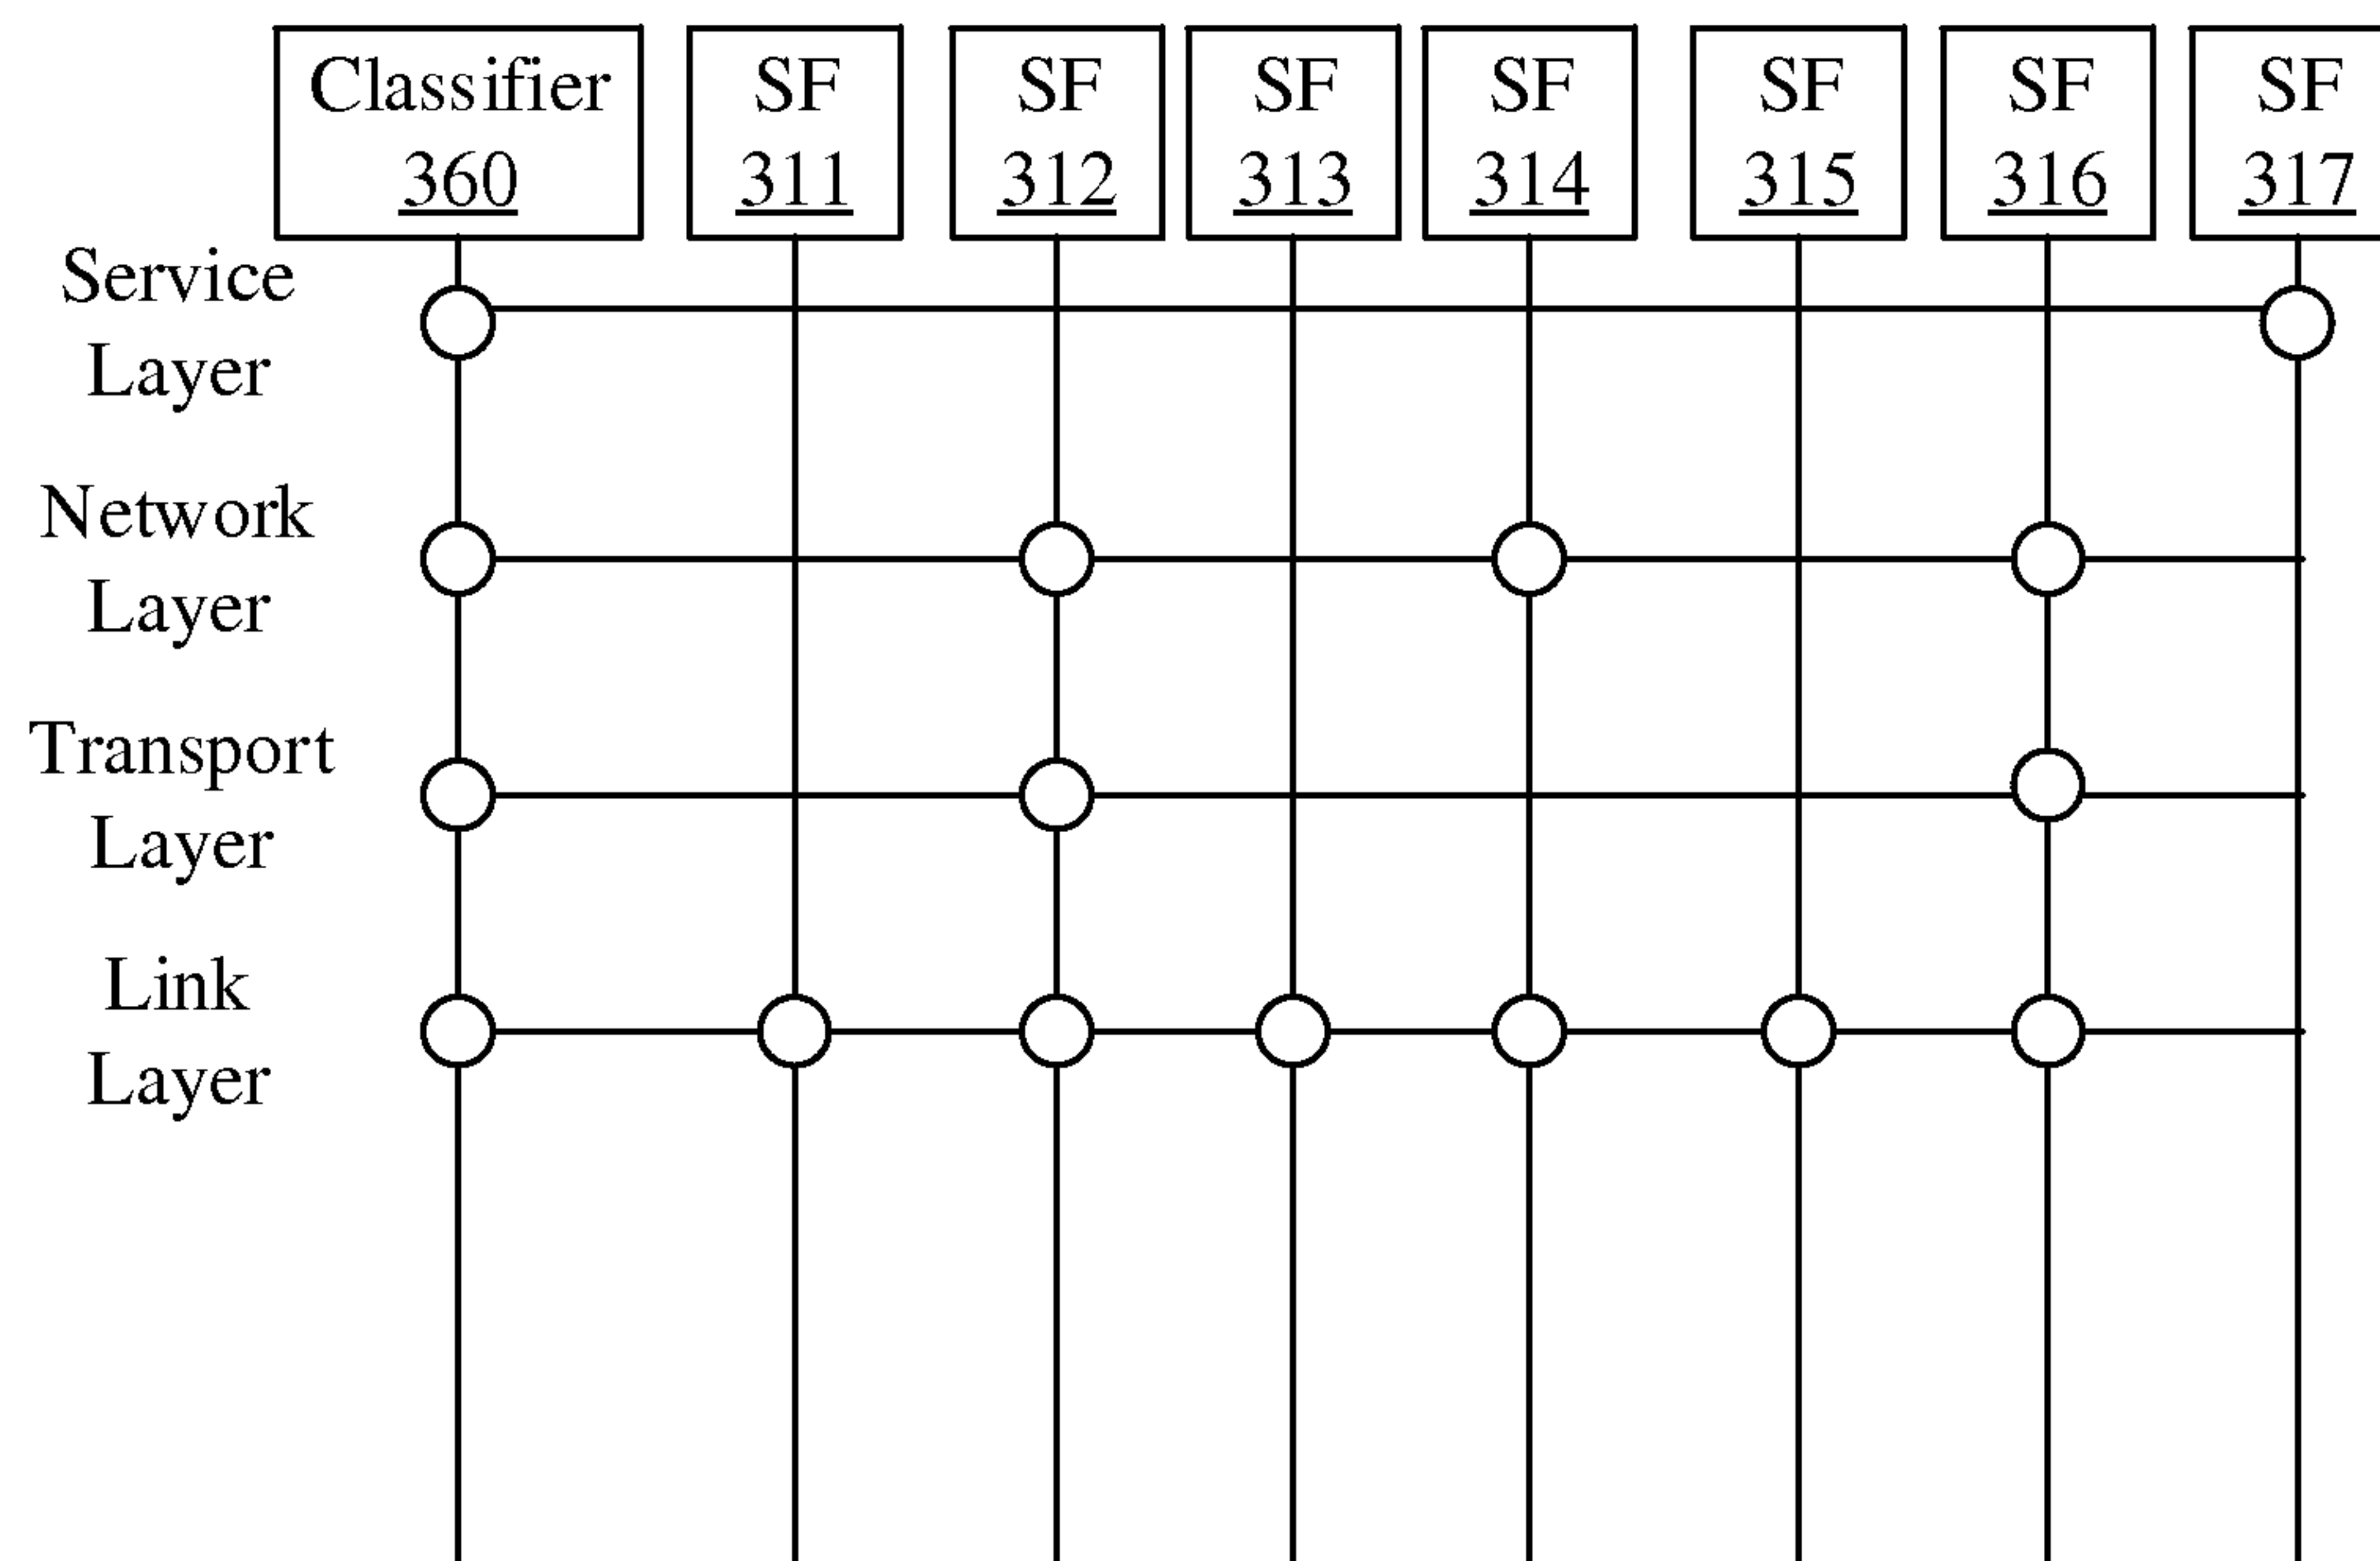 Classifier
360
SF
311
SF
312
SF
313
SF
314
SF
315
SF
316
SF
317
Service
Layer
Network
Layer
Transport
Layer
Link
Layer